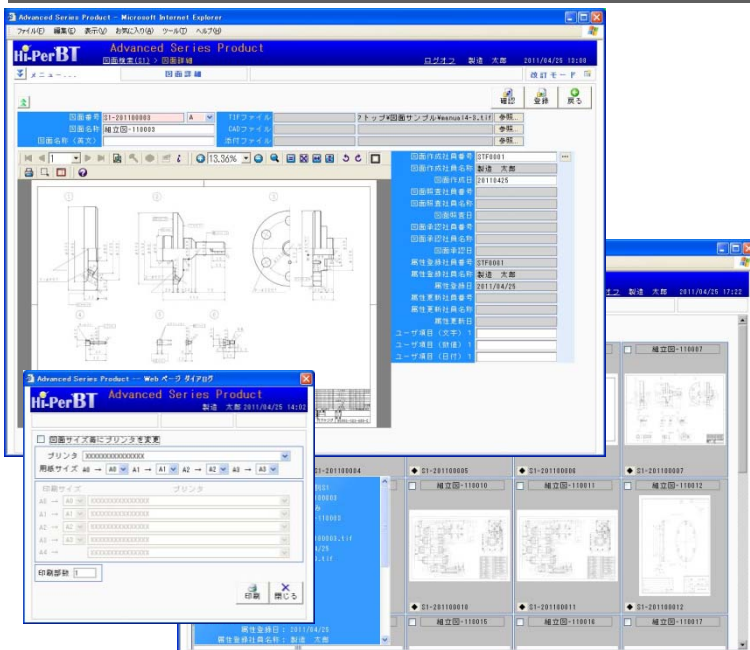 Advanced Series Product - Microsoft Internet Explorer
ファイル(F) 編集(E) 表示(V) お気に入り(A) ツール(T) ヘルプ(H)
Hi-PerBT Advanced Series Product
図面検索(S1) > 図面詳細
ログオフ 製造 太郎 2011/04/25 13:00
メニュー... 図面詳細 改訂モード
確認 登録 戻る
図面番号 S1-201100003 A TIFファイル 参照...
図面名称 組立図-110003 CADファイル 参照...
図面名称（英文） 添付ファイル 参照...
1 13.36%
図面作成社員番号 STF0001
図面作成社員名称 製造 太郎
図面作成日 20110425
図面照査社員番号
図面照査社員名称
図面照査日
図面承認社員番号
図面承認社員名称
図面承認日
属性登録社員番号 STF0001
属性登録社員名称 製造 太郎
属性登録日 2011/04/25
属性更新社員番号
属性更新社員名称
属性更新日
ユーザ項目（文字） 1
ユーザ項目（数値） 1
ユーザ項目（日付） 1
Advanced Series Product -- Web ページ ダイアログ
Hi-PerBT Advanced Series Product
製造 太郎 2011/04/25 14:02
図面サイズ毎にプリンタを変更
プリンタ XXXXXXXXXXXXXXX
用紙サイズ A0 → A0 A1 → A1 A2 → A2 A3 → A3
印刷サイズ プリンタ
A0 → A0 XXXXXXXXXXXXXXX
A1 → A1 XXXXXXXXXXXXXXX
A2 → A2 XXXXXXXXXXXXXXX
A3 → A3 XXXXXXXXXXXXXXX
A4 → XXXXXXXXXXXXXXX
印刷部数 1
印刷 閉じる
製造 太郎 2011/04/25 17:22
組立図-110007
S1-201100004 ◆ S1-201100005 ◆ S1-201100006 ◆ S1-201100007
組立図-110010 組立図-110011 組立図-110012
◆ S1-201100010 ◆ S1-201100011 ◆ S1-201100012
組立図-110015 組立図-110016 組立図-110017
属性登録日 : 2011/04/25
属性登録社員名称 : 製造 太郎